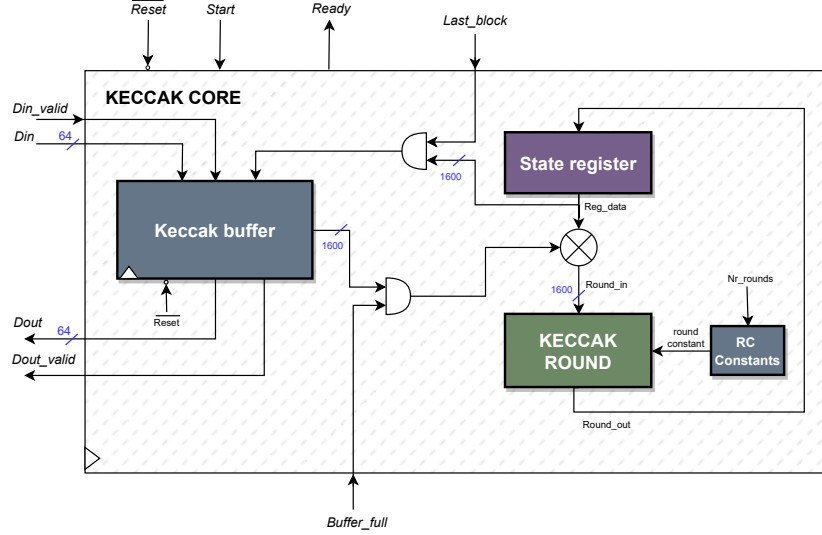 Reset
Start
Ready
Last_block
KECCAK CORE
Din_valid
Din
64
1600
State register
Reg_data
Keccak buffer
1600
Reset
1600
Round_in
Nr_rounds
KECCAK
ROUND
round
constant
RC
Constants
Dout
64
Dout_valid
Round_out
Buffer_full